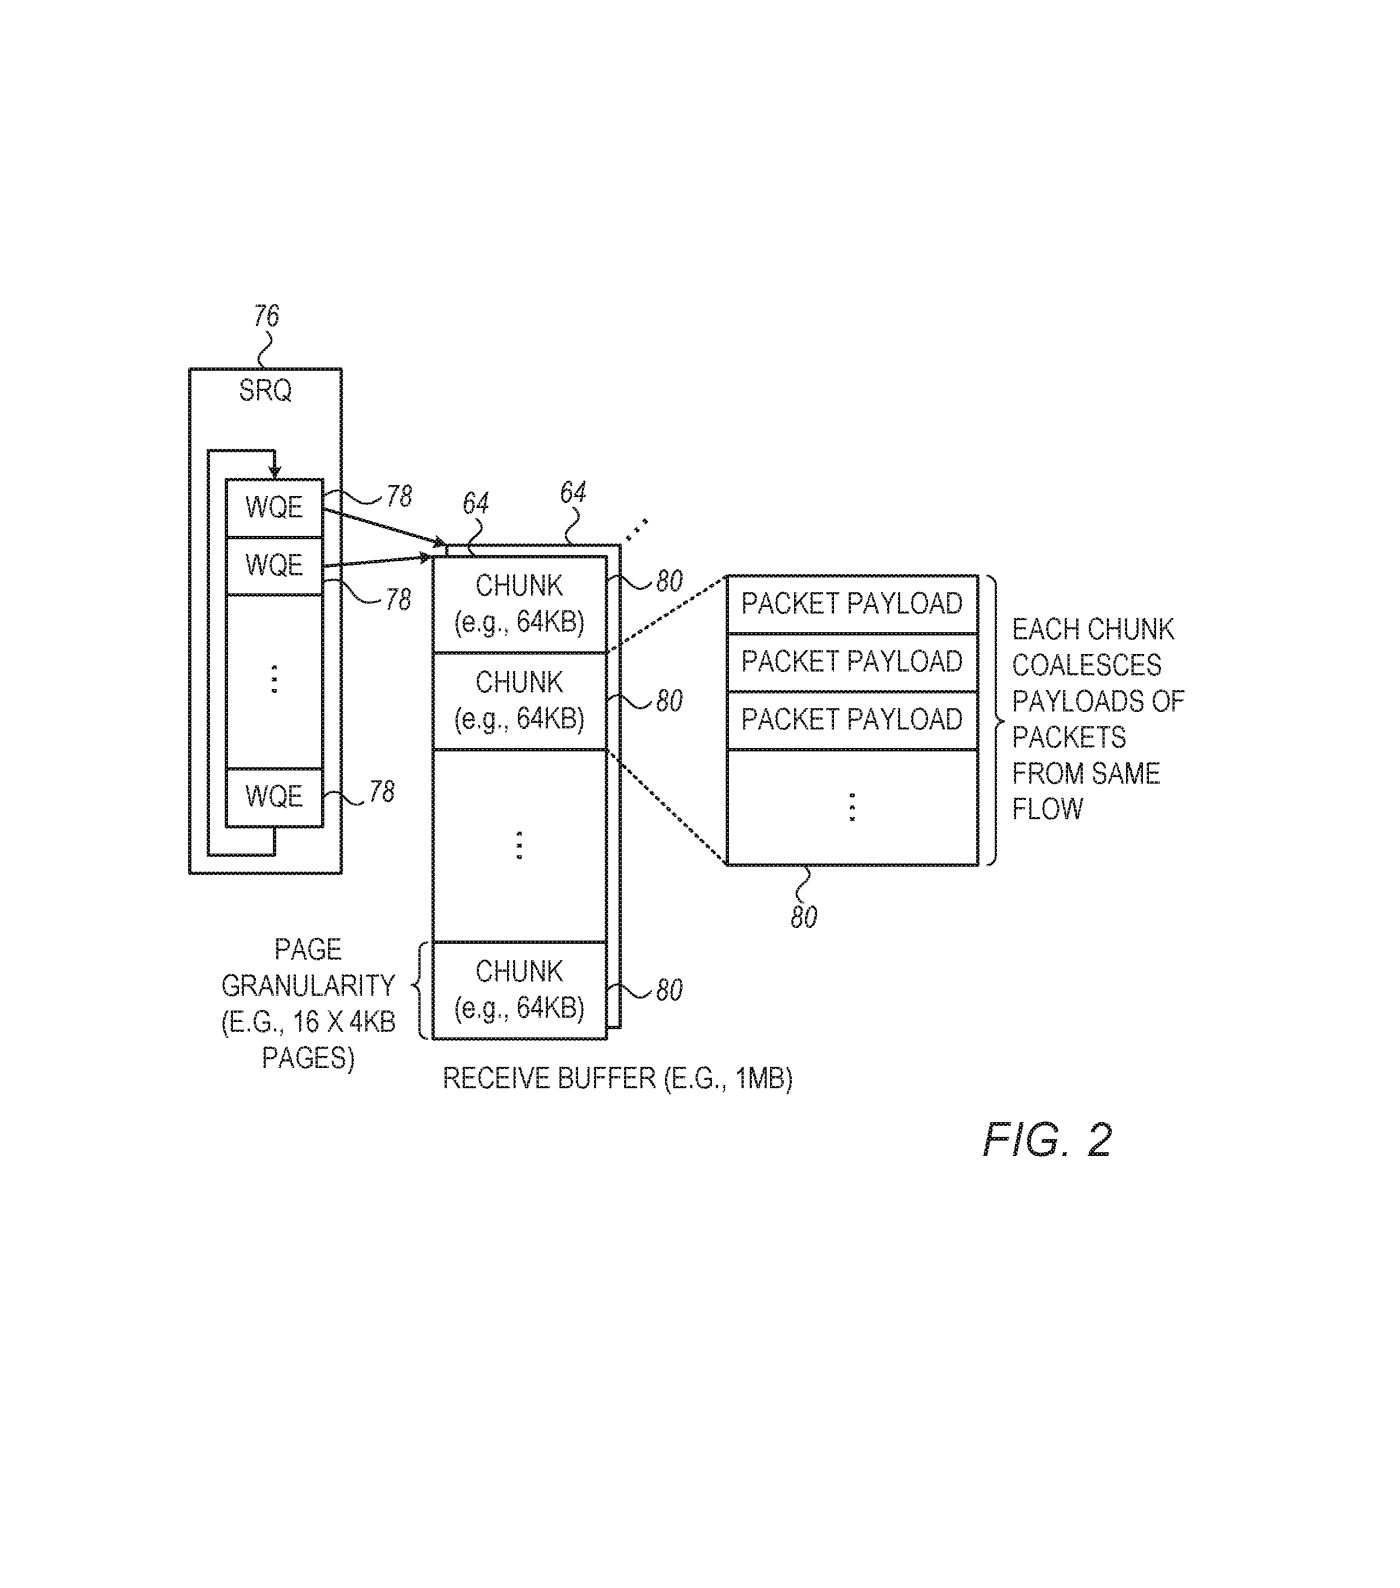 76
SRQ
WQE
78
WQE
78
⋮
WQE
78
64
64
CHUNK
(e.g., 64KB)
80
CHUNK
(e.g., 64KB)
80
⋮
CHUNK
(e.g., 64KB)
80
PAGE
GRANULARITY
(E.G., 16 X 4KB
PAGES)
RECEIVE BUFFER (E.G., 1MB)
PACKET PAYLOAD
PACKET PAYLOAD
PACKET PAYLOAD
⋮
80
EACH CHUNK
COALESCES
PAYLOADS OF
PACKETS
FROM SAME
FLOW
FIG. 2